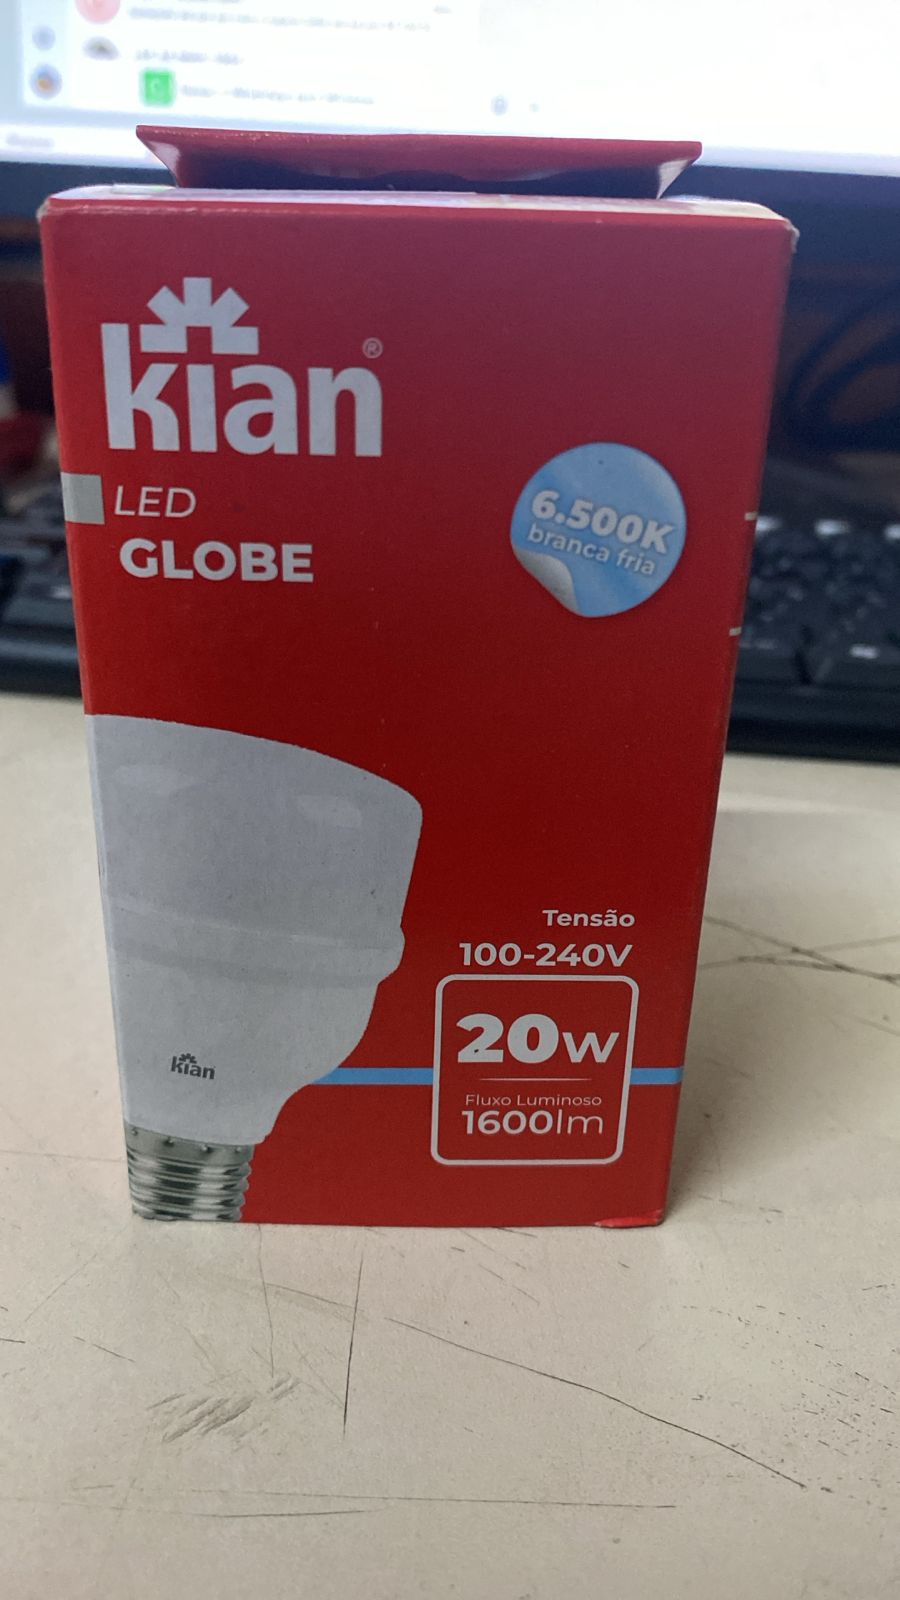 kian®
LED
GLOBE
6.500K
branca fria
Tensão
100-240V
20W
Fluxo Luminoso
1600lm
kian